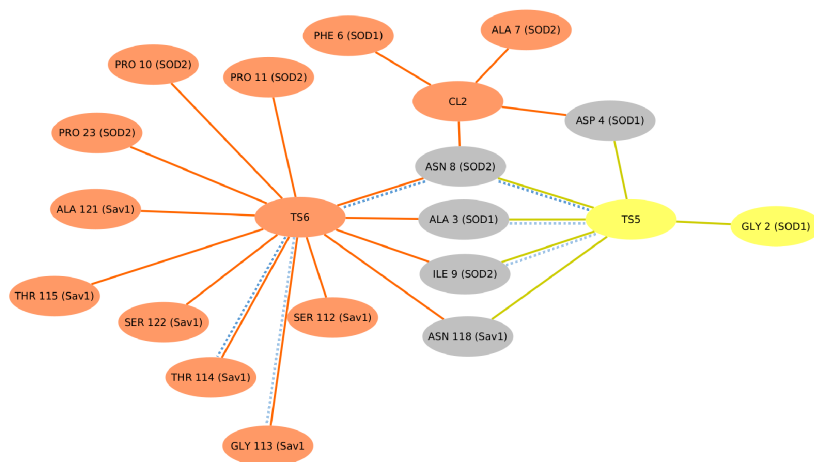 ALA 7 (SOD2)
PHE 6 (SOD1)
PRO 10 (SOD2)
PRO 11 (SOD2)
CL2
ASP 4 (SOD1)
PRO 23 (SOD2)
ASN 8 (SOD2)
ALA 121 (Sav1)
TS6
ALA 3 (SOD1)
TS5
GLY 2 (SOD1)
ILE 9 (SOD2)
THR 115 (Sav1)
SER 122 (Sav1)
SER 112 (Sav1)
ASN 118 (Sav1)
THR 114 (Sav1)
GLY 113 (Sav1